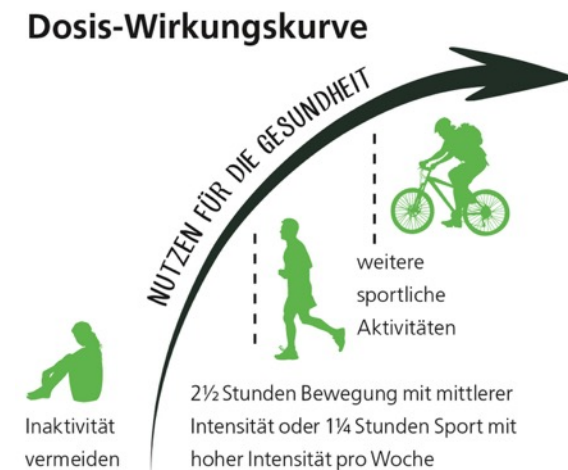 Dosis-Wirkungskurve
NUTZEN FÜR DIE GESUNDHEIT
weitere
sportliche
Aktivitäten
Inaktivität
vermeiden
2½ Stunden Bewegung mit mittlerer
Intensität oder 1¼ Stunden Sport mit
hoher Intensität pro Woche